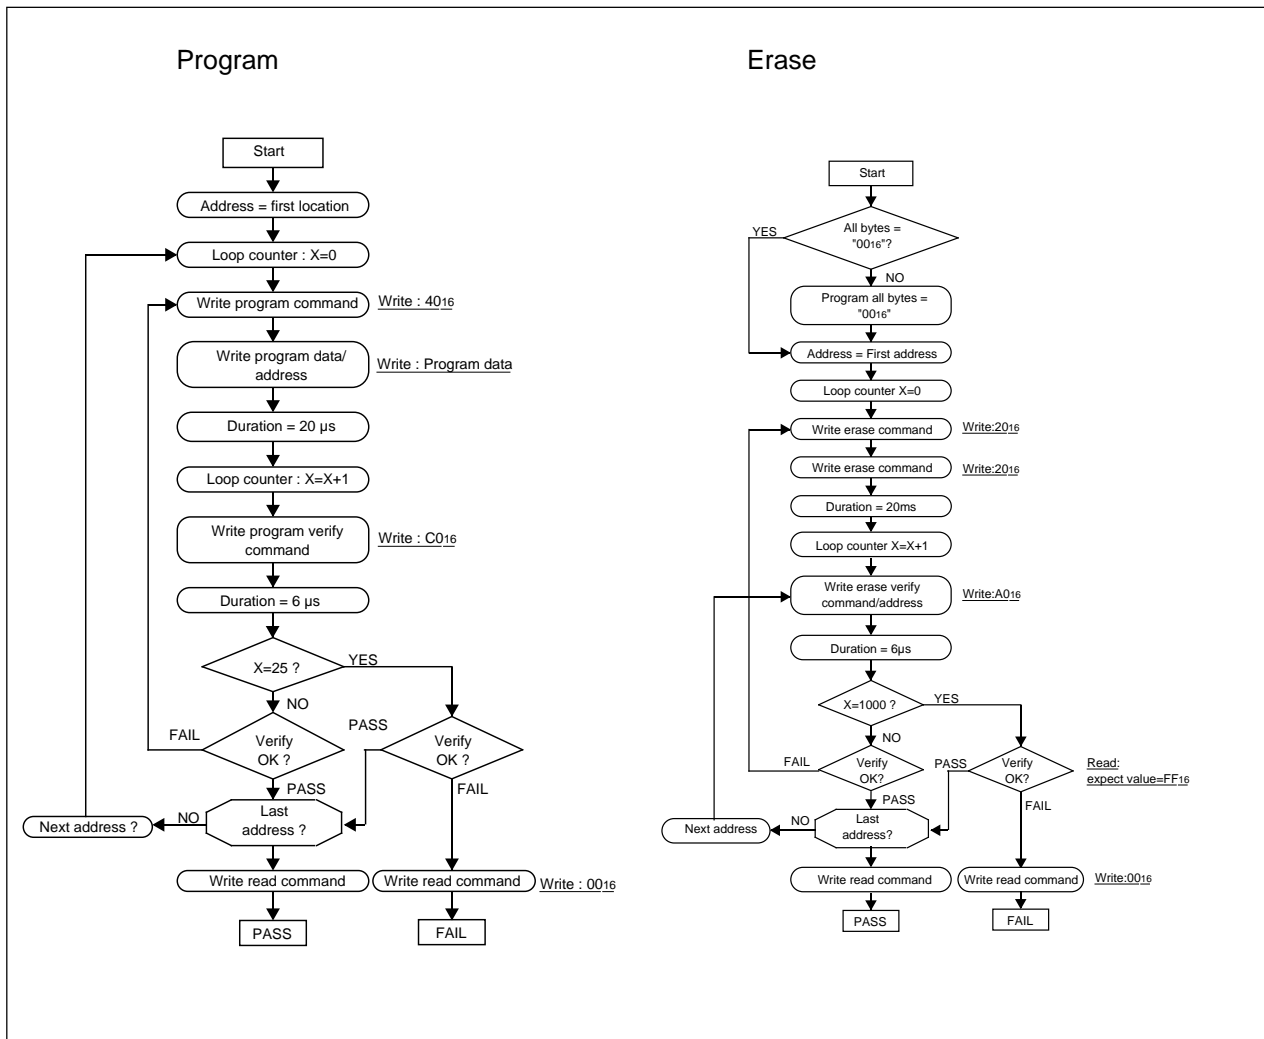 Program
Start
Address = first location
Loop counter : X=0
Write program command
Write : 4016
Write program data/
address
Write : Program data
Duration = 20 µs
Loop counter : X=X+1
Write program verify
command
Write : C016
Duration = 6 µs
X=25 ?
YES
NO
FAIL
Verify
OK ?
PASS
PASS
Verify
OK ?
FAIL
Last
address ?
NO
Next address ?
Write read command
Write read command
Write : 0016
PASS
FAIL
Erase
Start
All bytes =
"0016"?
YES
NO
Program all bytes =
"0016"
Address = First address
Loop counter X=0
Write erase command
Write:2016
Write erase command
Write:2016
Duration = 20ms
Loop counter X=X+1
Write erase verify
command/address
Write:A016
Duration = 6µs
X=1000 ?
YES
NO
FAIL
Verify
OK?
PASS
PASS
Verify
OK?
Read:
expect value=FF16
FAIL
Last
address?
NO
Next address
Write read command
Write read command
Write:0016
PASS
FAIL